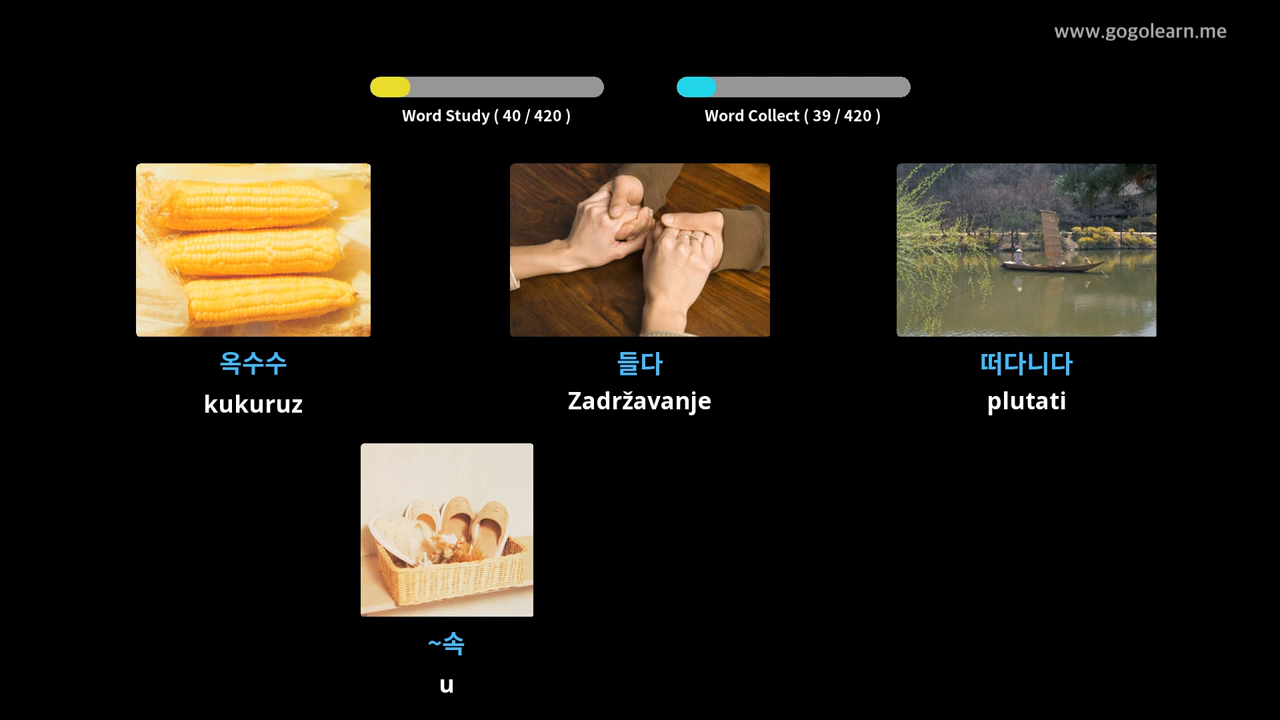 www.gogolearn.me
Word Study ( 40 / 420 )
Word Collect ( 39 / 420 )
옥수수
kukuruz
들다
Zadržavanje
떠다니다
plutati
~속
u